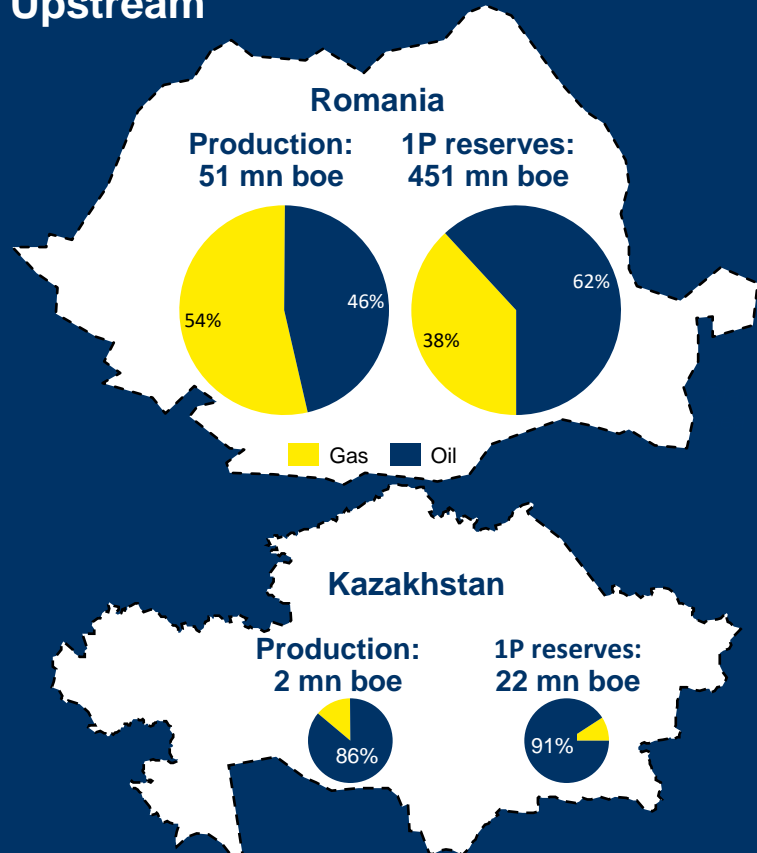 Upstream
Romania
Production:
51 mn boe
1P reserves:
451 mn boe
54%
46%
38%
62%
Gas
Oil
Kazakhstan
Production:
2 mn boe
1P reserves:
22 mn boe
86%
91%